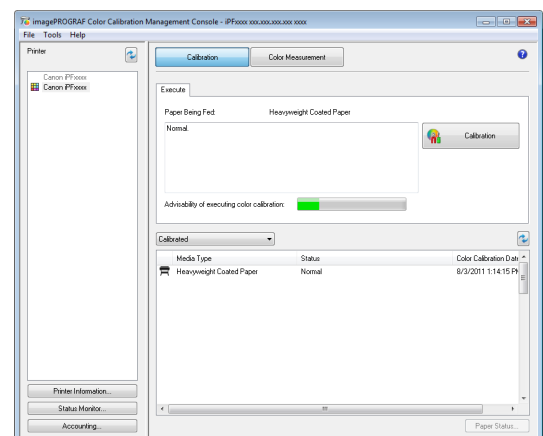 imagePROGRAF Color Calibration Management Console - iPFxxxx xxx.xxx.xxx.xxx xxxx
File Tools Help
Printer
Canon iPFxxxx
Canon iPFxxxx
Printer Information...
Status Monitor...
Accounting...
Calibration
Color Measurement
Execute
Paper Being Fed: Heavyweight Coated Paper
Normal.
Calibration
Advisability of executing color calibration:
Calibrated
Media Type Status Color Calibration Date
Heavyweight Coated Paper Normal 8/3/2011 1:14:15 PM
Paper Status...